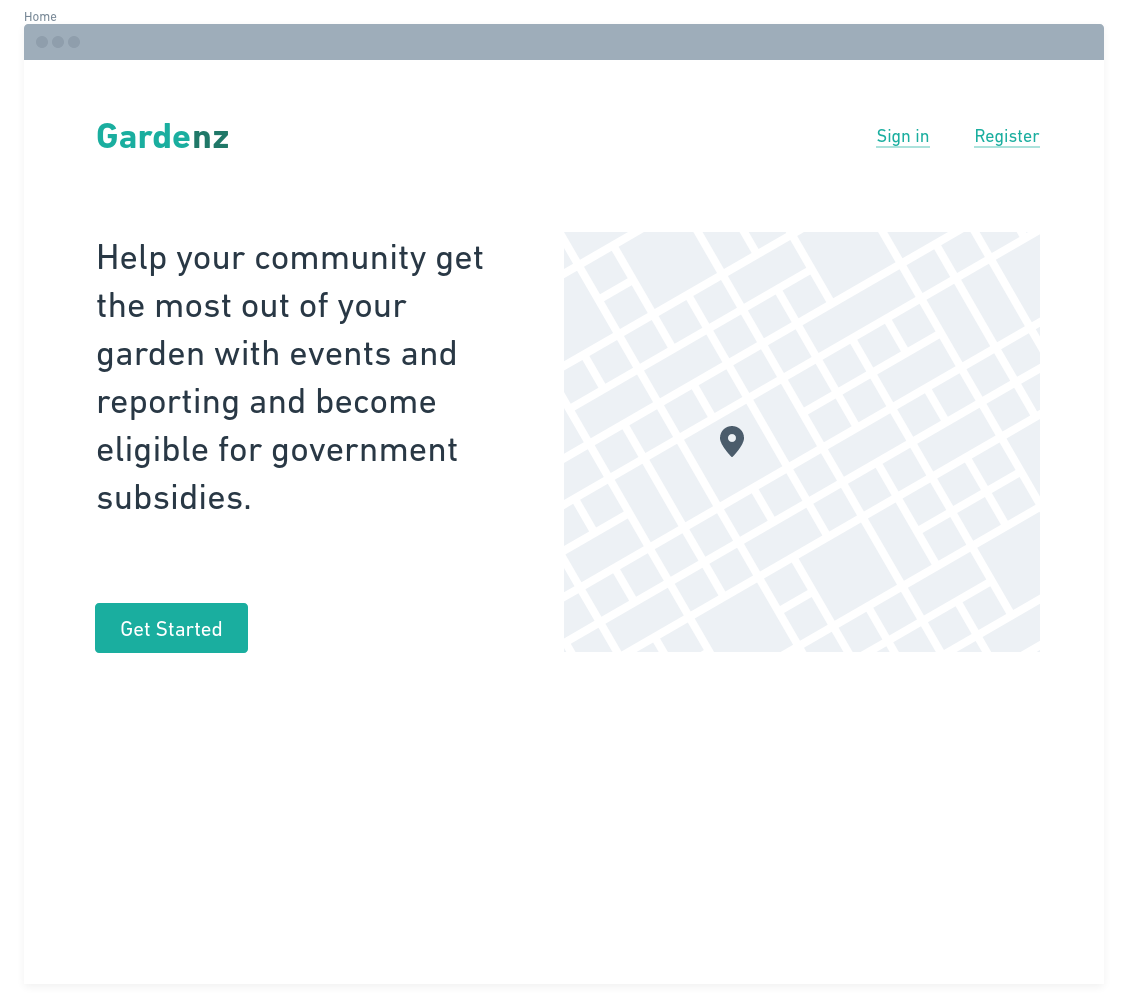 Home
Gardenz
Sign in
Register
Help your community get
the most out of your
garden with events and
reporting and become
eligible for government
subsidies.
Get Started